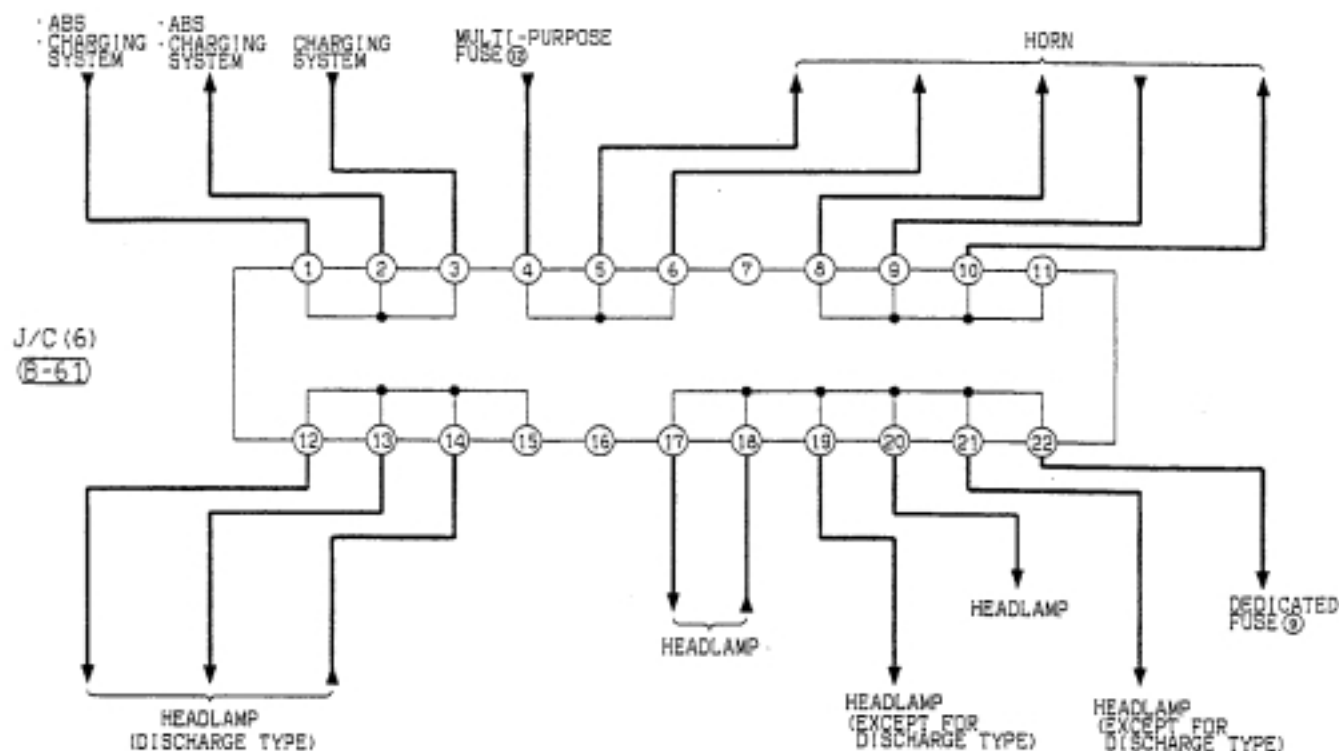 · ABS
· CHARGING
SYSTEM
· ABS
· CHARGING
SYSTEM
CHARGING
SYSTEM
MULTI-PURPOSE
FUSE ⑫
HORN
1 2 3 4 5 6 7 8 9 10 11
J/C (6)
B-61
12 13 14 15 16 17 18 19 20 21 22
HEADLAMP
(DISCHARGE TYPE)
HEADLAMP
HEADLAMP
(EXCEPT FOR
DISCHARGE TYPE)
HEADLAMP
HEADLAMP
(EXCEPT FOR
DISCHARGE TYPE)
DEDICATED
FUSE ⑨